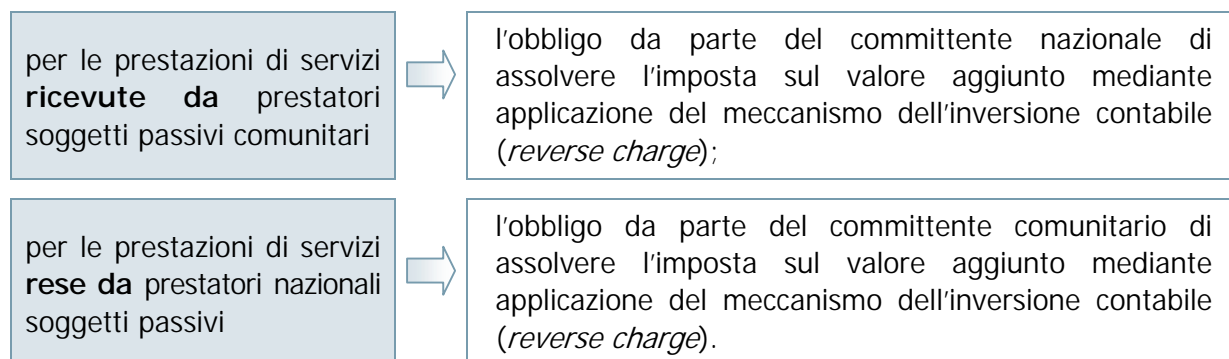 per le prestazioni di servizi
ricevute da prestatori
soggetti passivi comunitari
l'obbligo da parte del committente nazionale di
assolvere l'imposta sul valore aggiunto mediante
applicazione del meccanismo dell'inversione contabile
(reverse charge);
per le prestazioni di servizi
rese da prestatori nazionali
soggetti passivi
l'obbligo da parte del committente comunitario di
assolvere l'imposta sul valore aggiunto mediante
applicazione del meccanismo dell'inversione contabile
(reverse charge).